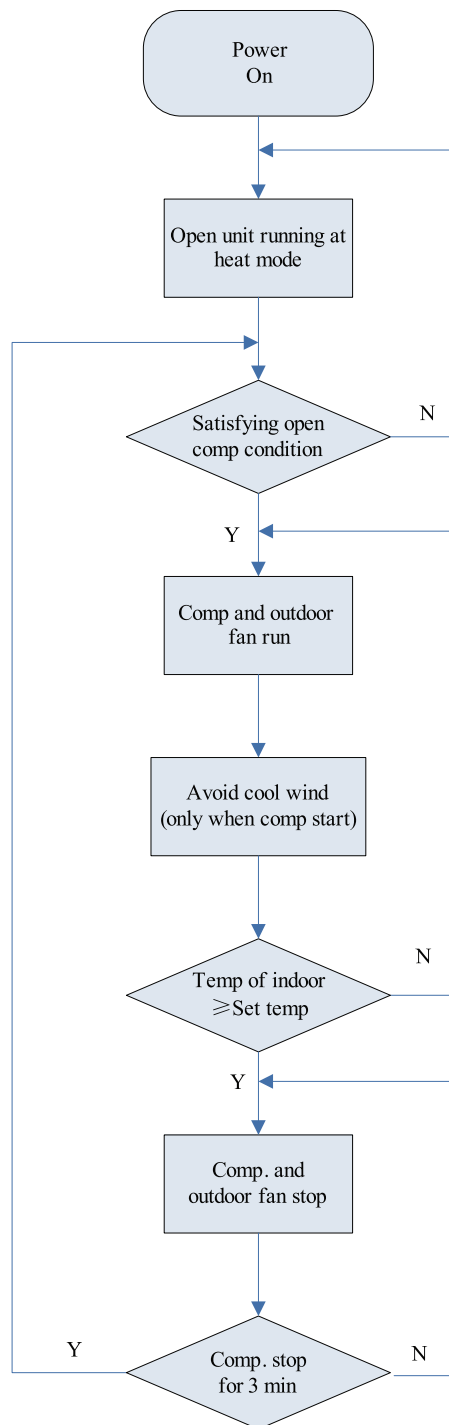 Power
On
Open unit running at
heat mode
Satisfying open
comp condition
N
Y
Comp and outdoor
fan run
Avoid cool wind
(only when comp start)
Temp of indoor
≥Set temp
N
Y
Comp. and
outdoor fan stop
Y
Comp. stop
for 3 min
N